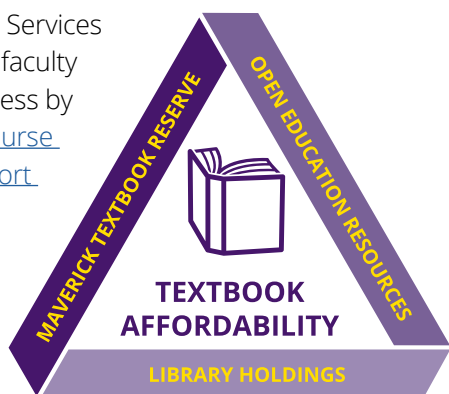 Services
faculty
ess by
urse
ort
MAVERICK TEXTBOOK RESERVE
OPEN EDUCATION RESOURCES
TEXTBOOK
AFFORDABILITY
LIBRARY HOLDINGS